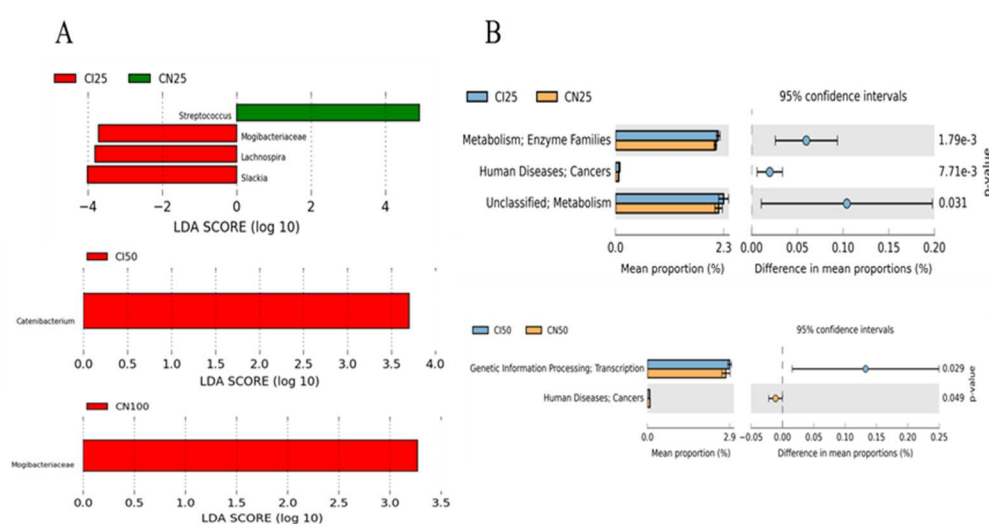 A
CI25 CN25
Streptococcus
Mogibacteriaceae
Lachnospira
Slackia
−4 −2 0 2 4
LDA SCORE (log 10)
CI50
Catenibacterium
0.0 0.5 1.0 1.5 2.0 2.5 3.0 3.5 4.0
LDA SCORE (log 10)
CN100
Mogibacteriaceae
0.0 0.5 1.0 1.5 2.0 2.5 3.0 3.5
LDA SCORE (log 10)
B
CI25 CN25
95% confidence intervals
Metabolism; Enzyme Families 1.79e-3
Human Diseases; Cancers 7.71e-3
Unclassified; Metabolism 0.031
p-value
0.0 2.3 0.00 0.05 0.10 0.15 0.20
Mean proportion (%) Difference in mean proportions (%)
CI50 CN50
95% confidence intervals
Genetic Information Processing; Transcription 0.029
Human Diseases; Cancers 0.049
p-value
0.0 2.9 −0.05 0.00 0.05 0.10 0.15 0.20 0.25
Mean proportion (%) Difference in mean proportions (%)